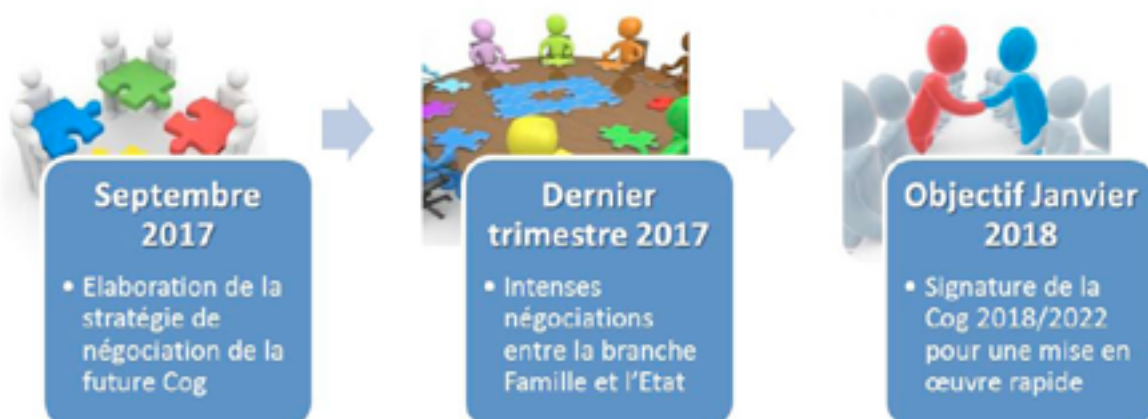 Septembre
2017
• Elaboration de la
stratégie de
négociation de la
future Cog
Dernier
trimestre 2017
• Intenses
négociations
entre la branche
Famille et l'Etat
Objectif Janvier
2018
• Signature de la
Cog 2018/2022
pour une mise en
œuvre rapide